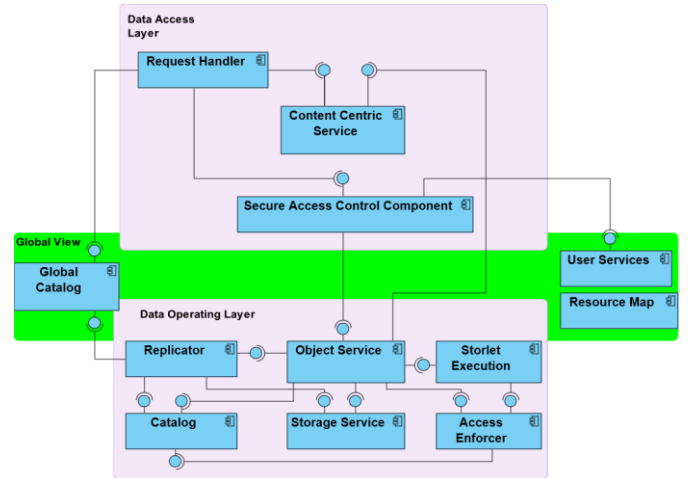 Data Access
Layer
Request Handler
Content Centric
Service
Secure Access Control Component
Global View
Global
Catalog
User Services
Resource Map
Data Operating Layer
Replicator
Object Service
Storlet
Execution
Catalog
Storage Service
Access
Enforcer